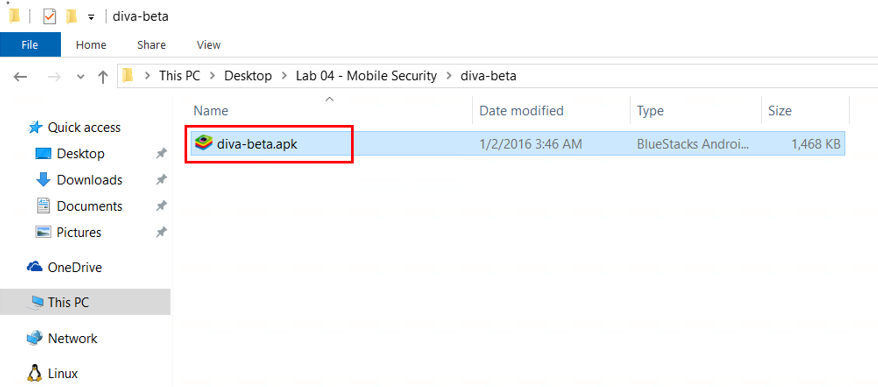 diva-beta
File Home Share View
This PC Desktop Lab 04 - Mobile Security diva-beta
Name Date modified Type Size
Quick access
diva-beta.apk 1/2/2016 3:46 AM BlueStacks Androi... 1,468 KB
Desktop
Downloads
Documents
Pictures
OneDrive
This PC
Network
Linux